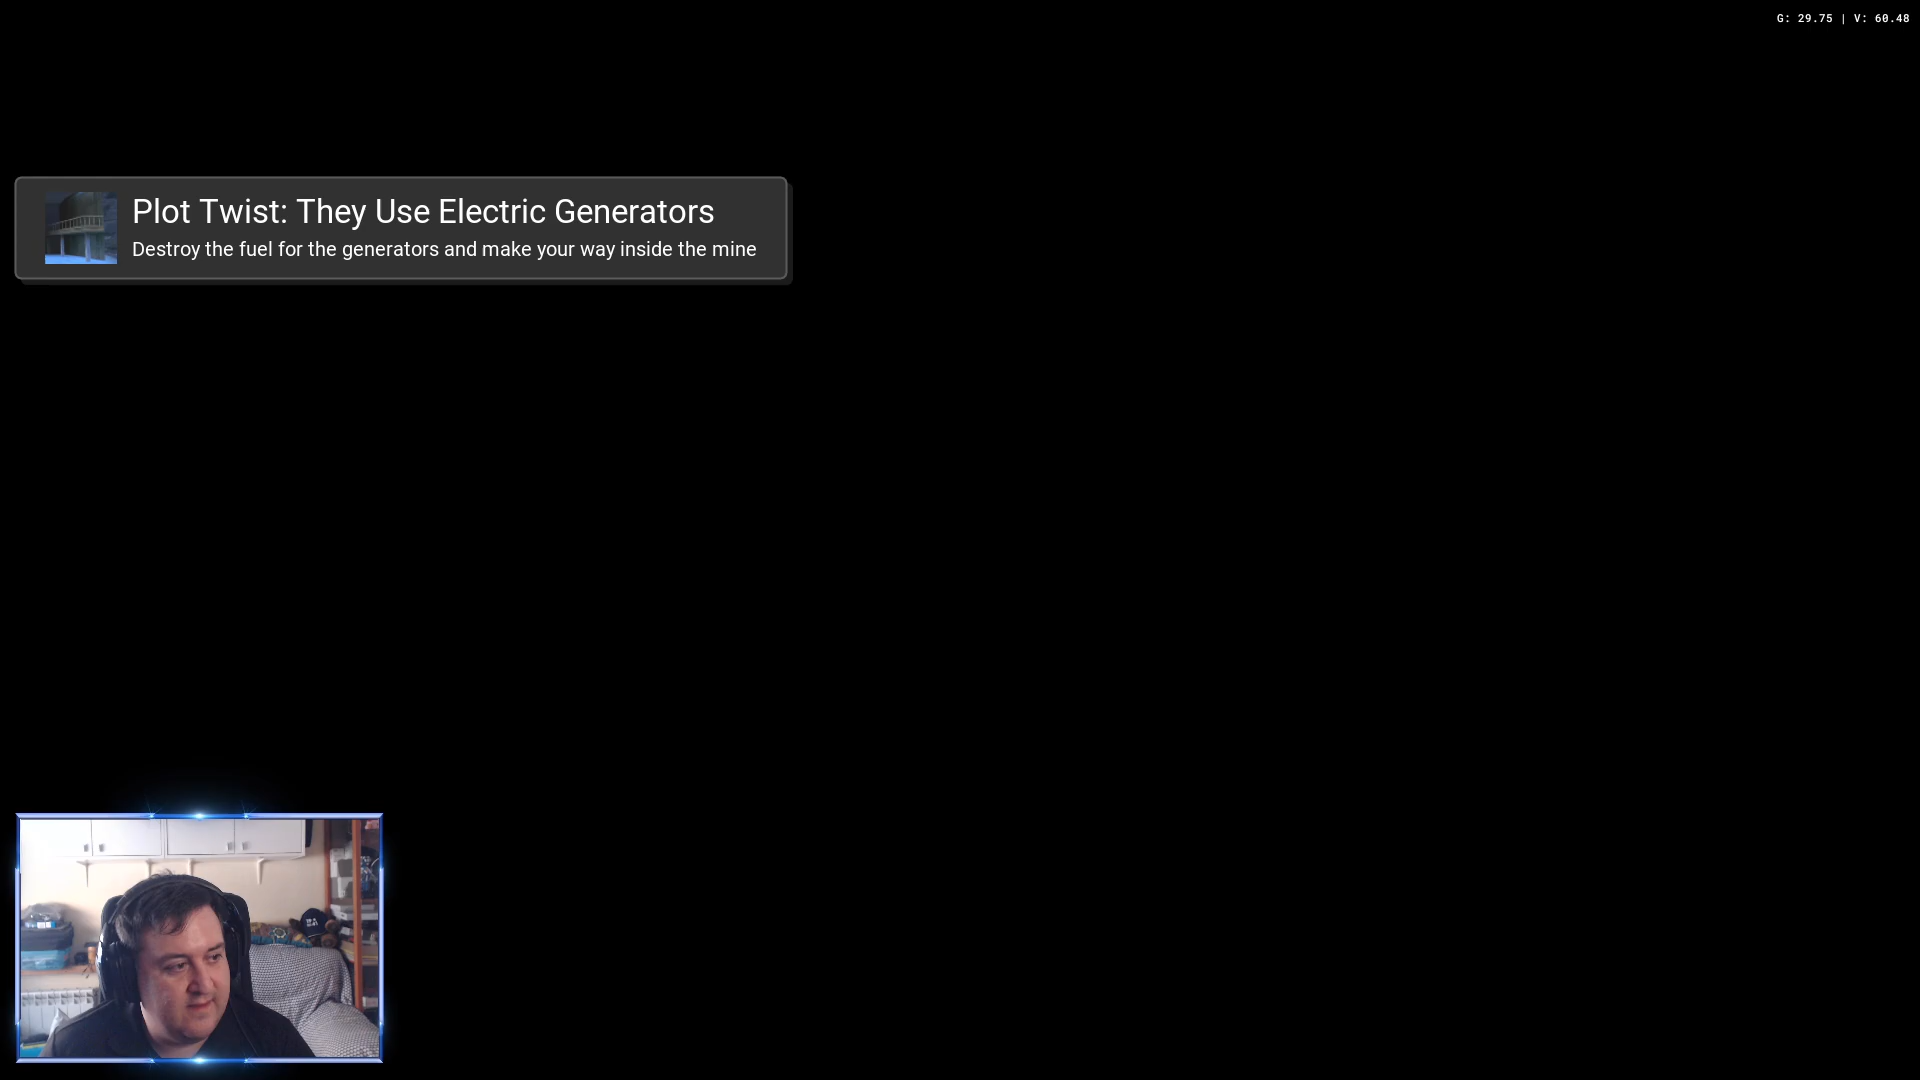 G: 29.75 | V: 60.48
Plot Twist: They Use Electric Generators
Destroy the fuel for the generators and make your way inside the mine